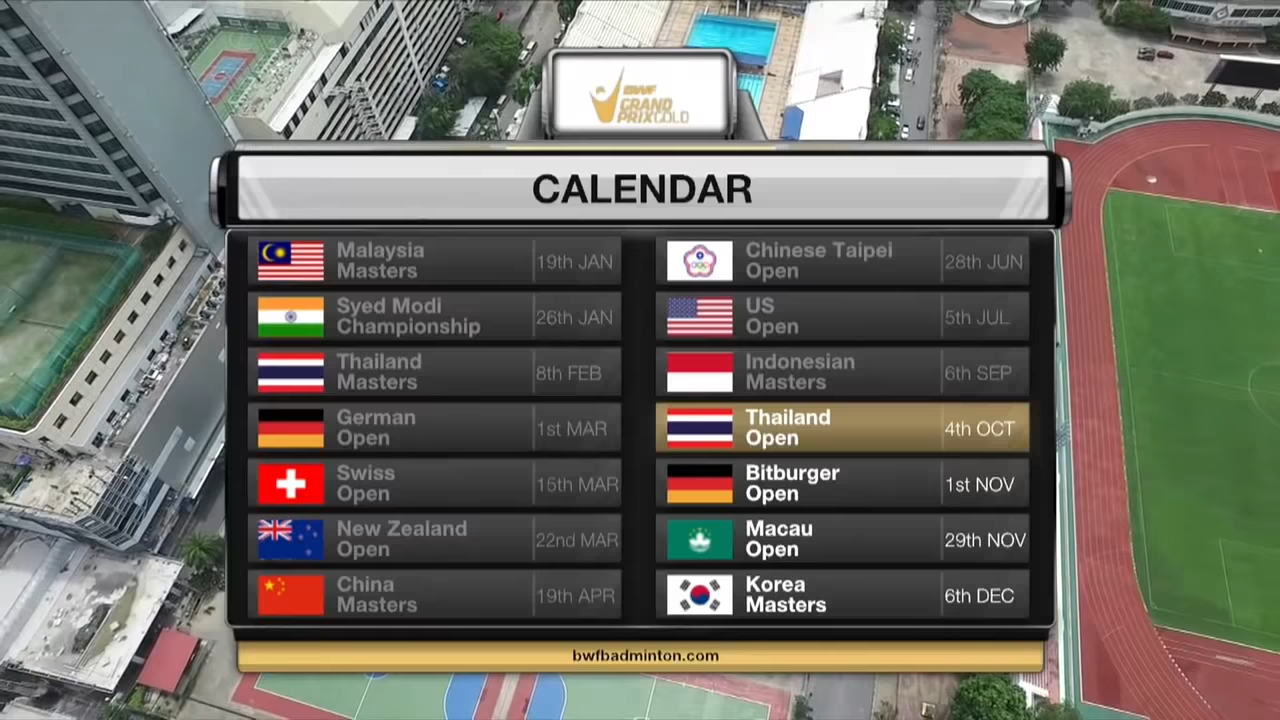 BWF
GRAND
PRIXGOLD
CALENDAR
Malaysia
Masters
19th JAN
Syed Modi
Championship
26th JAN
Thailand
Masters
8th FEB
German
Open
1st MAR
Swiss
Open
15th MAR
New Zealand
Open
22nd MAR
China
Masters
19th APR
Chinese Taipei
Open
28th JUN
US
Open
5th JUL
Indonesian
Masters
6th SEP
Thailand
Open
4th OCT
Bitburger
Open
1st NOV
Macau
Open
29th NOV
Korea
Masters
6th DEC
bwfbadminton.com